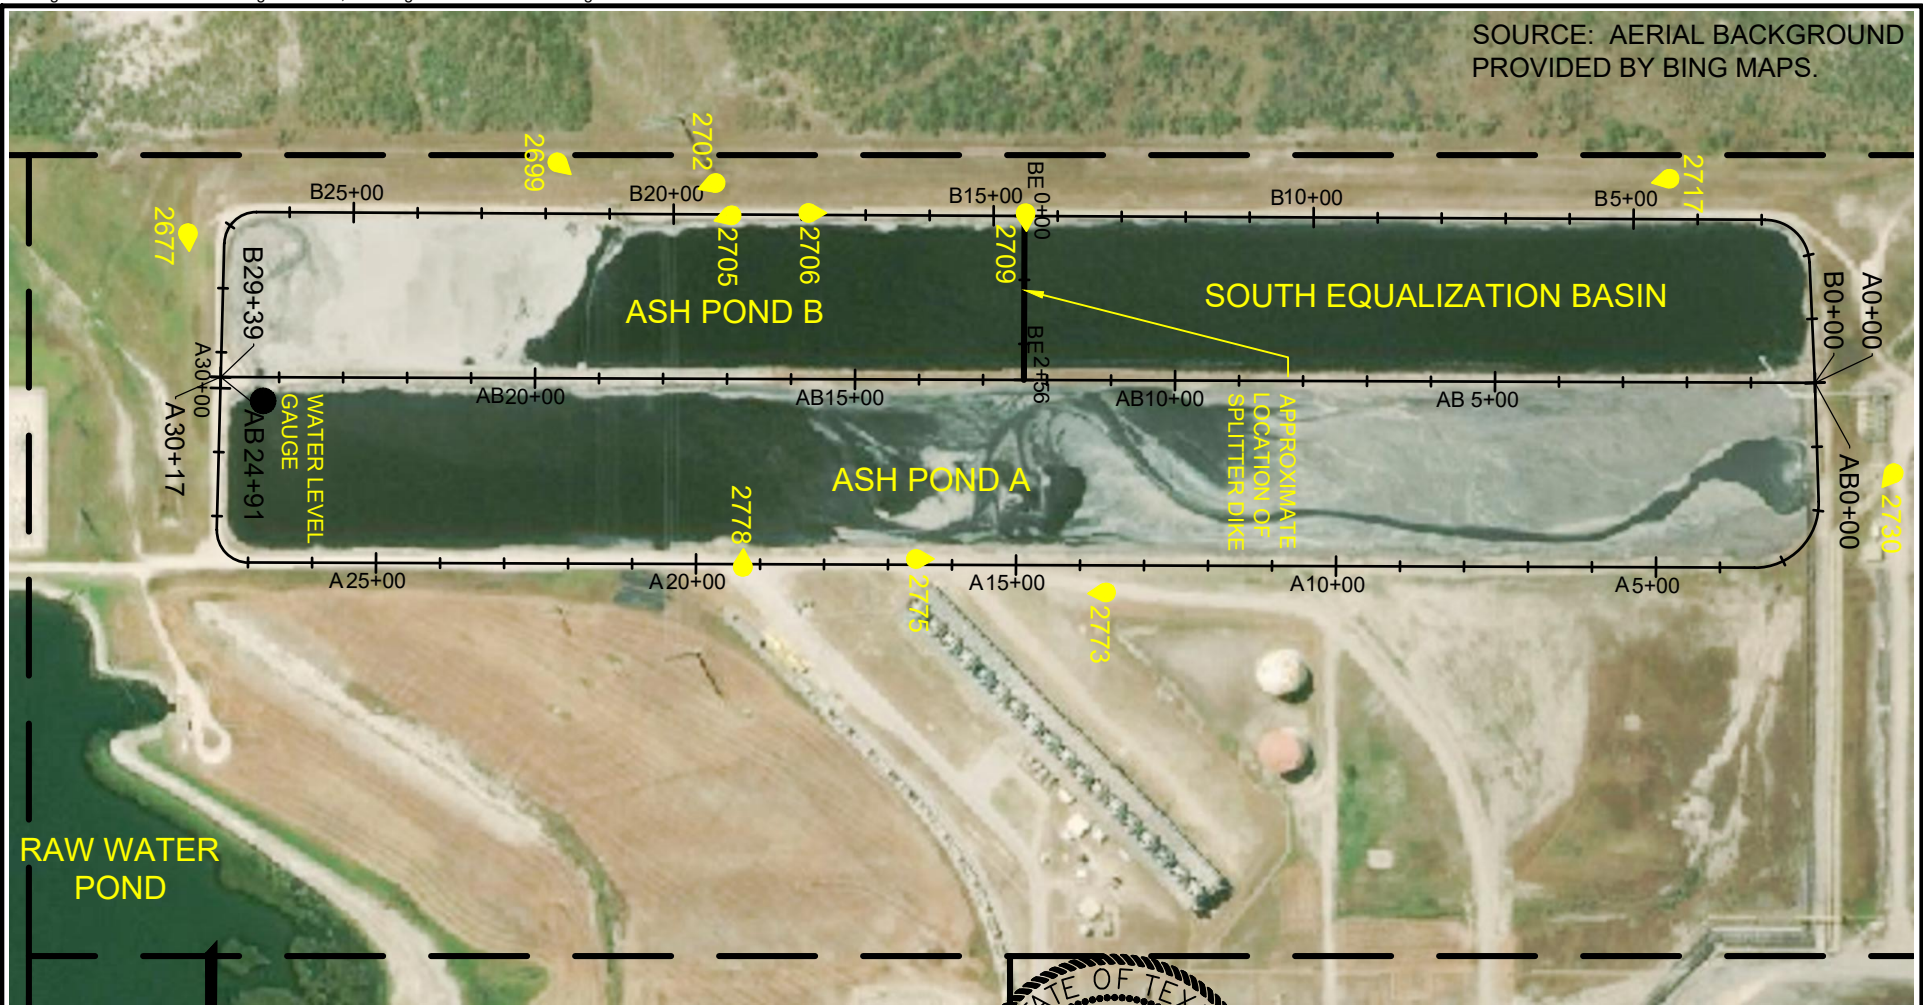 SOURCE: AERIAL BACKGROUND
PROVIDED BY BING MAPS.
2699
2702
2717
B25+00
B20+00
B15+00
BE 0+00
B10+00
B5+00
2677
2705
2706
2709
B29+39
ASH POND B
SOUTH EQUALIZATION BASIN
B0+00
A0+00
A30+00
A30+17
AB24+91
WATER LEVEL
GAUGE
AB20+00
AB15+00
BE 2+56
AB10+00
AB 5+00
APPROXIMATE
LOCATION OF
SPLITTER DIKE
AB0+00
2730
ASH POND A
2778
2775
2773
A25+00
A20+00
A15+00
A10+00
A5+00
RAW WATER
POND
OF